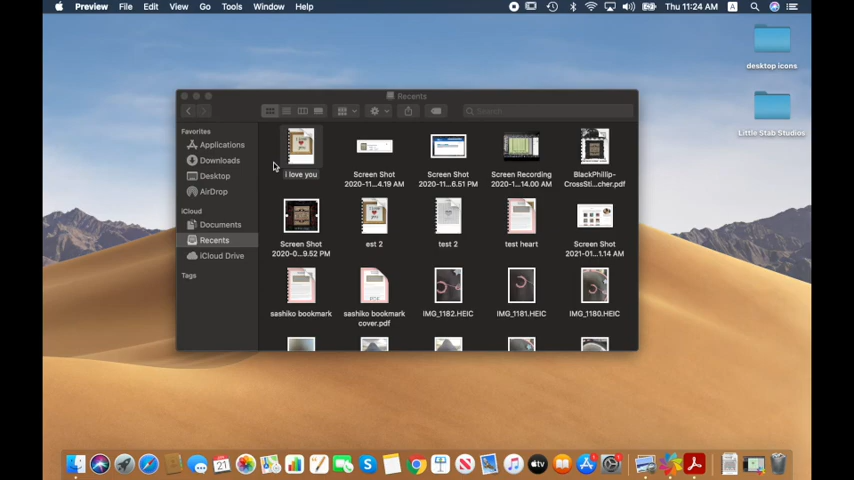 Preview File Edit View Go Tools Window Help Thu 11:24 AM A
desktop icons
Little Stab Studios
Recents
Search
Favorites
Applications
Downloads
Desktop
AirDrop
iCloud
Documents
Recents
iCloud Drive
Tags
i love you
Screen Shot
2020-11...4.19 AM
Screen Shot
2020-11...6.51 PM
Screen Recording
2020-1...14.00 AM
BlackPhillip-
CrossSti...cher.pdf
Screen Shot
2020-0...9.52 PM
est 2
test 2
test heart
Screen Shot
2021-01...1.14 AM
sashiko bookmark
sashiko bookmark
cover.pdf
IMG_1182.HEIC
IMG_1181.HEIC
IMG_1180.HEIC
21
tv